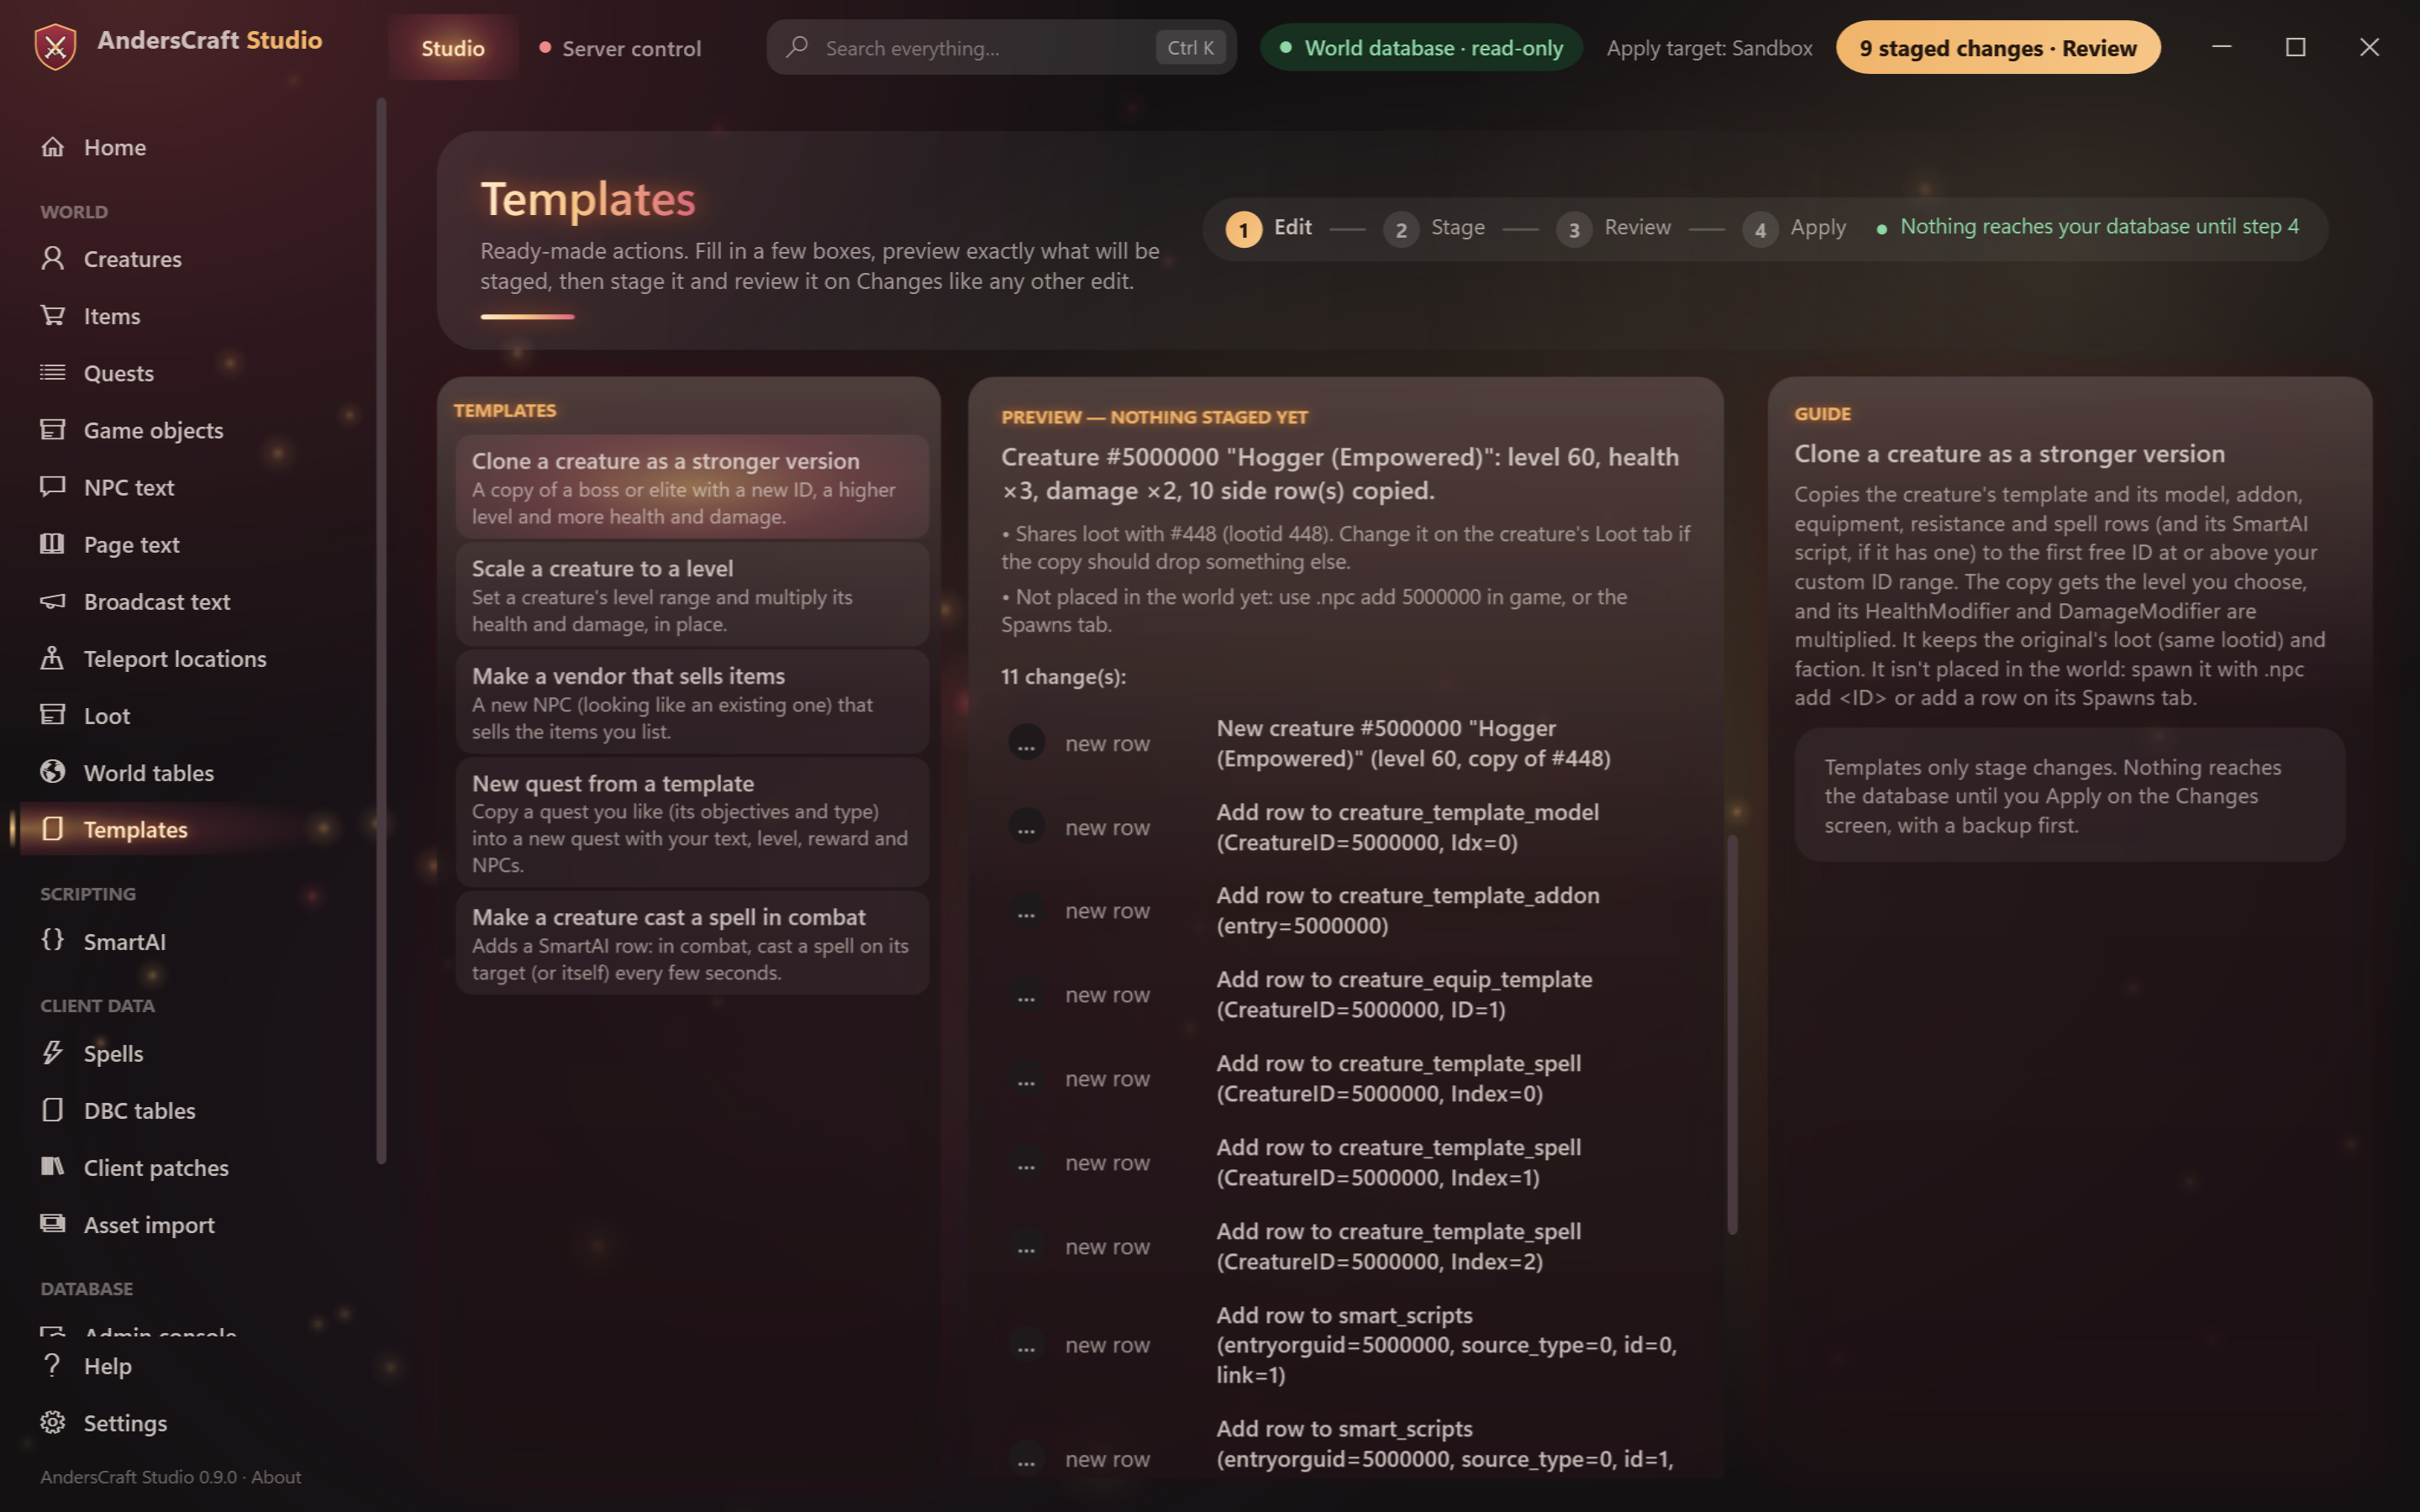 AndersCraft Studio
Studio
Server control
Search everything...
Ctrl K
World database · read-only
Apply target: Sandbox
9 staged changes · Review
Home
WORLD
Creatures
Items
Quests
Game objects
NPC text
Page text
Broadcast text
Teleport locations
Loot
World tables
Templates
SCRIPTING
SmartAI
CLIENT DATA
Spells
DBC tables
Client patches
Asset import
DATABASE
Admin console
Help
Settings
AndersCraft Studio 0.9.0 · About
Templates
Ready-made actions. Fill in a few boxes, preview exactly what will be
staged, then stage it and review it on Changes like any other edit.
1 Edit
2 Stage
3 Review
4 Apply
Nothing reaches your database until step 4
TEMPLATES
Clone a creature as a stronger version
A copy of a boss or elite with a new ID, a higher
level and more health and damage.
Scale a creature to a level
Set a creature's level range and multiply its
health and damage, in place.
Make a vendor that sells items
A new NPC (looking like an existing one) that
sells the items you list.
New quest from a template
Copy a quest you like (its objectives and type)
into a new quest with your text, level, reward and
NPCs.
Make a creature cast a spell in combat
Adds a SmartAI row: in combat, cast a spell on its
target (or itself) every few seconds.
PREVIEW — NOTHING STAGED YET
Creature #5000000 "Hogger (Empowered)": level 60, health
×3, damage ×2, 10 side row(s) copied.
• Shares loot with #448 (lootid 448). Change it on the creature's Loot tab if
the copy should drop something else.
• Not placed in the world yet: use .npc add 5000000 in game, or the
Spawns tab.
11 change(s):
... new row
New creature #5000000 "Hogger
(Empowered)" (level 60, copy of #448)
... new row
Add row to creature_template_model
(CreatureID=5000000, Idx=0)
... new row
Add row to creature_template_addon
(entry=5000000)
... new row
Add row to creature_equip_template
(CreatureID=5000000, ID=1)
... new row
Add row to creature_template_spell
(CreatureID=5000000, Index=0)
... new row
Add row to creature_template_spell
(CreatureID=5000000, Index=1)
... new row
Add row to creature_template_spell
(CreatureID=5000000, Index=2)
... new row
Add row to smart_scripts
(entryorguid=5000000, source_type=0, id=0,
link=1)
... new row
Add row to smart_scripts
(entryorguid=5000000, source_type=0, id=1,
GUIDE
Clone a creature as a stronger version
Copies the creature's template and its model, addon,
equipment, resistance and spell rows (and its SmartAI
script, if it has one) to the first free ID at or above your
custom ID range. The copy gets the level you choose,
and its HealthModifier and DamageModifier are
multiplied. It keeps the original's loot (same lootid) and
faction. It isn't placed in the world: spawn it with .npc
add <ID> or add a row on its Spawns tab.
Templates only stage changes. Nothing reaches
the database until you Apply on the Changes
screen, with a backup first.